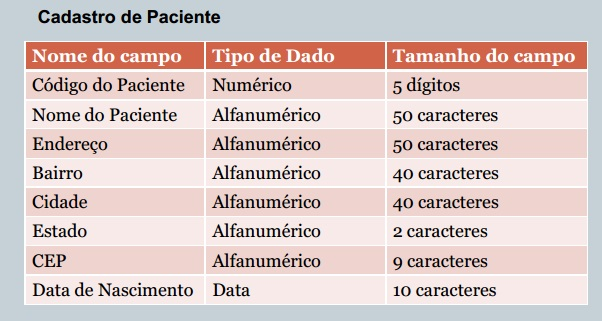 Cadastro de Paciente
Nome do campo Tipo de Dado Tamanho do campo
Código do Paciente Numérico 5 dígitos
Nome do Paciente Alfanumérico 50 caracteres
Endereço Alfanumérico 50 caracteres
Bairro Alfanumérico 40 caracteres
Cidade Alfanumérico 40 caracteres
Estado Alfanumérico 2 caracteres
CEP Alfanumérico 9 caracteres
Data de Nascimento Data 10 caracteres